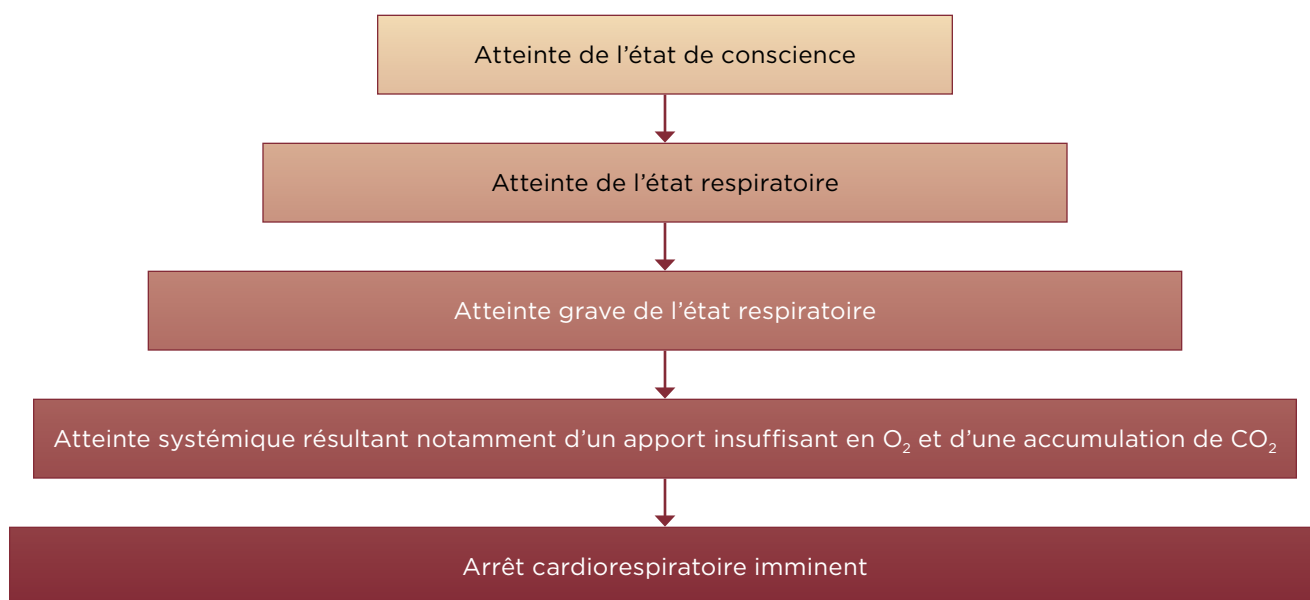 Atteinte de l’état de conscience
Atteinte de l’état respiratoire
Atteinte grave de l’état respiratoire
Atteinte systémique résultant notamment d’un apport insuffisant en O₂ et d’une accumulation de CO₂
Arrêt cardiorespiratoire imminent